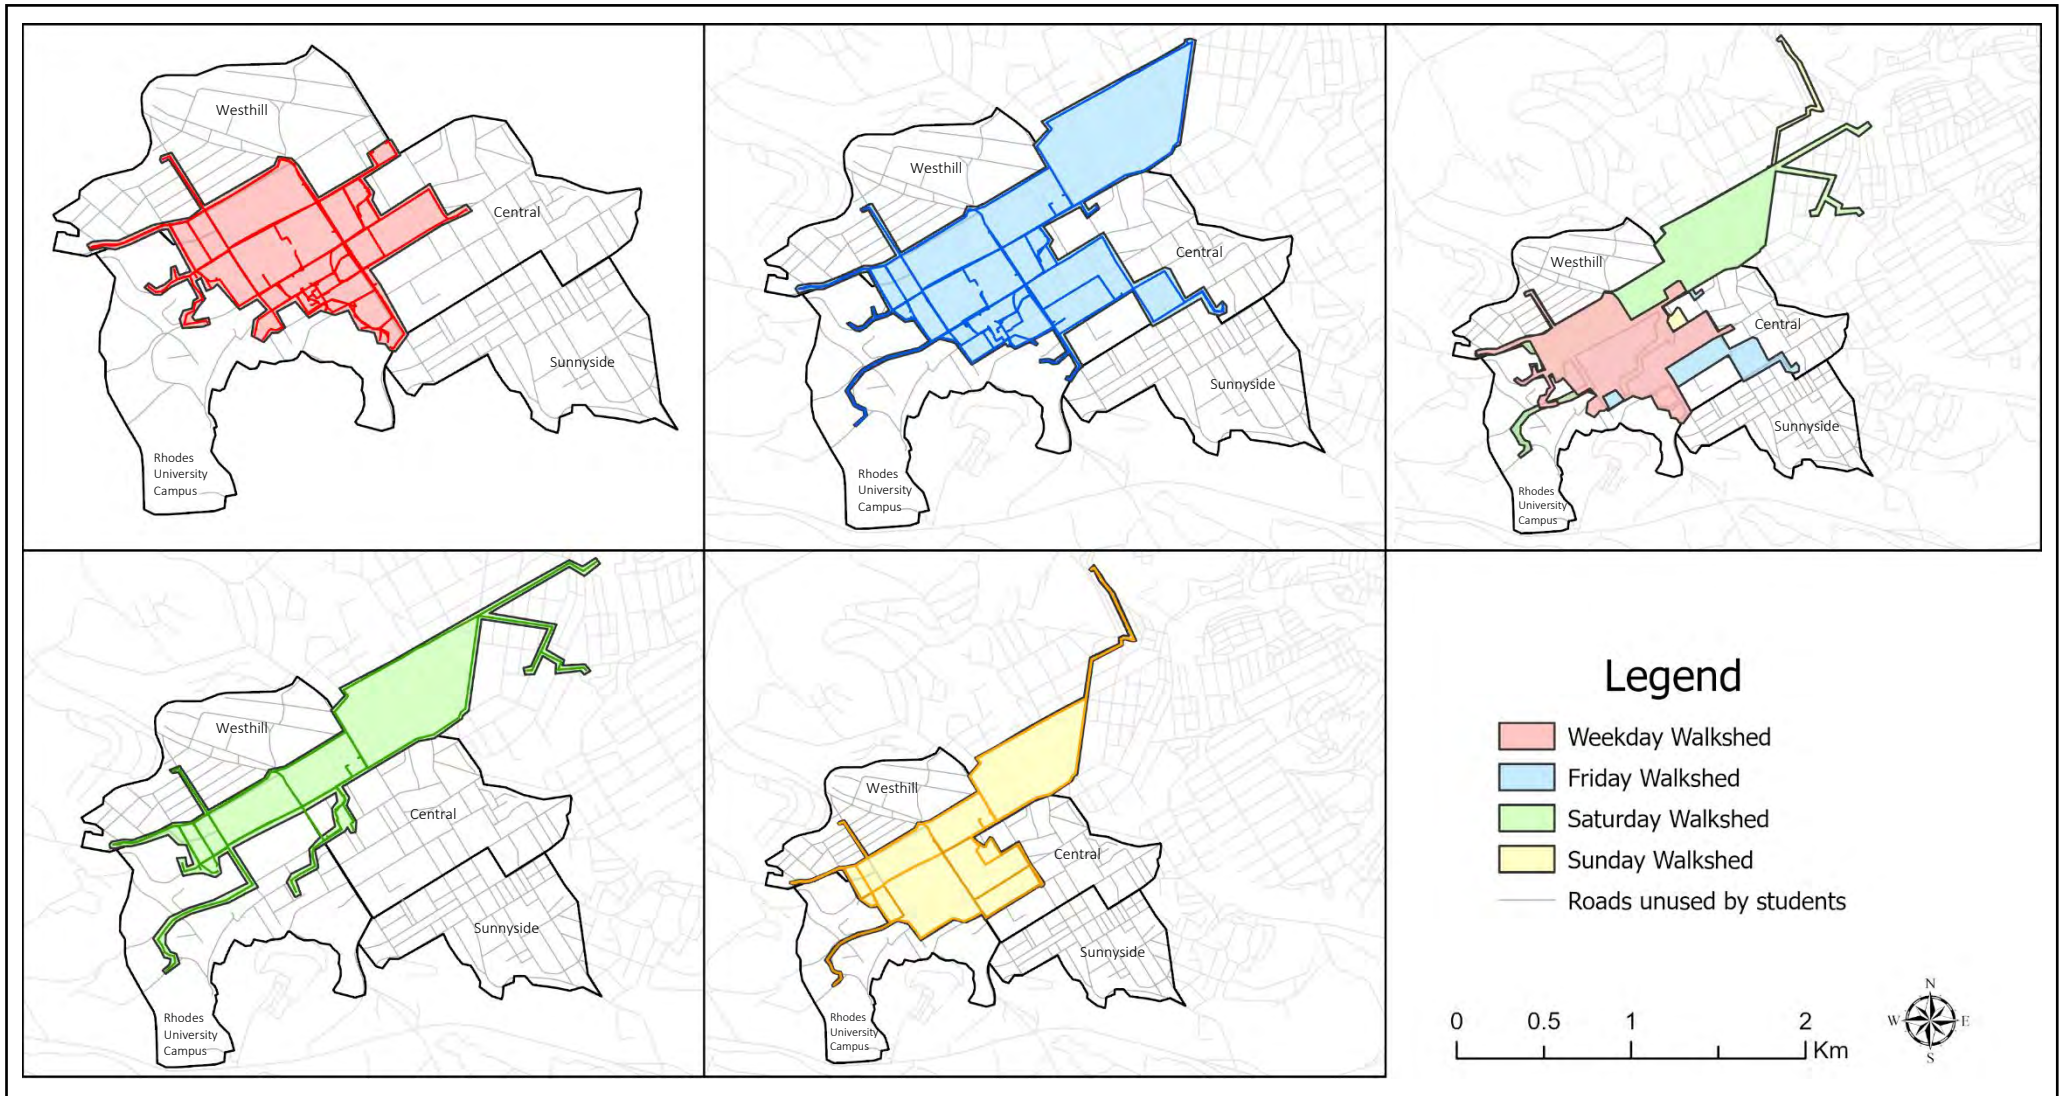 Westhill
Central
Sunnyside
Rhodes
University
Campus
Westhill
Central
Sunnyside
Rhodes
University
Campus
Westhill
Central
Sunnyside
Rhodes
University
Campus
Westhill
Central
Sunnyside
Rhodes
University
Campus
Westhill
Central
Sunnyside
Rhodes
University
Campus
Legend
Weekday Walkshed
Friday Walkshed
Saturday Walkshed
Sunday Walkshed
Roads unused by students
0 0.5 1 2
Km
N
W E
S